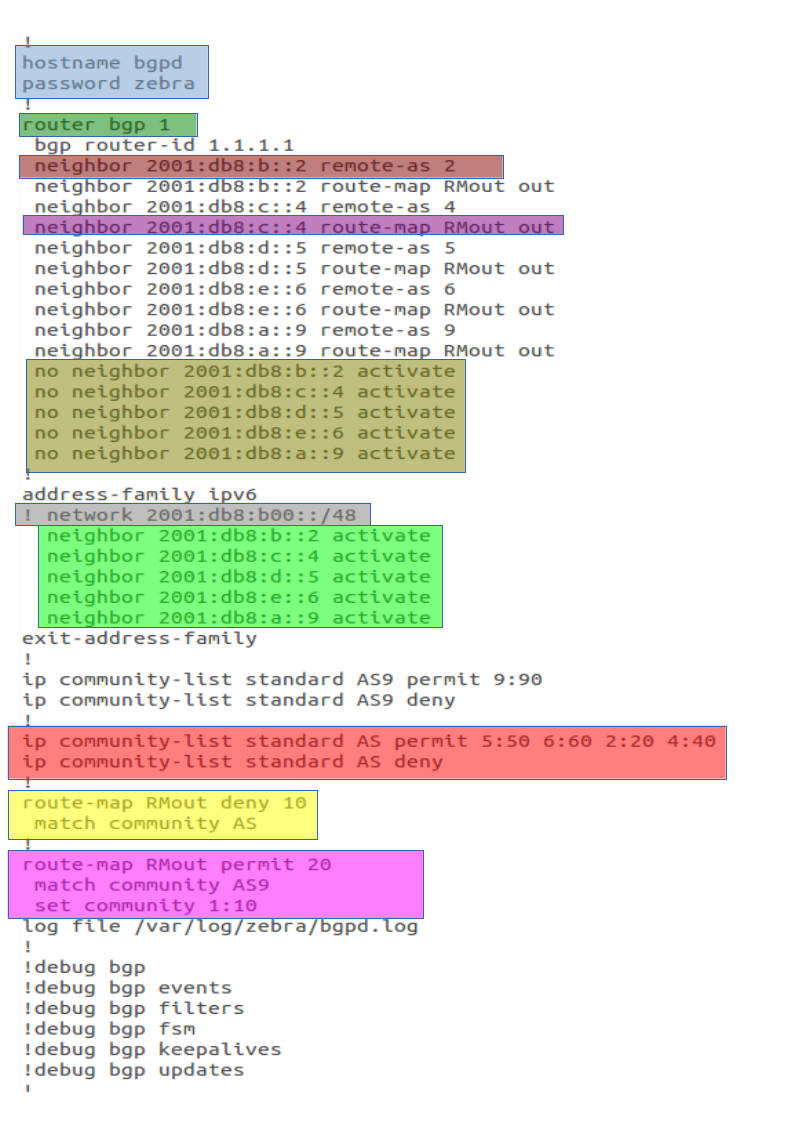 !
hostname bgpd
password zebra
!
router bgp 1
 bgp router-id 1.1.1.1
 neighbor 2001:db8:b::2 remote-as 2
 neighbor 2001:db8:b::2 route-map RMout out
 neighbor 2001:db8:c::4 remote-as 4
 neighbor 2001:db8:c::4 route-map RMout out
 neighbor 2001:db8:d::5 remote-as 5
 neighbor 2001:db8:d::5 route-map RMout out
 neighbor 2001:db8:e::6 remote-as 6
 neighbor 2001:db8:e::6 route-map RMout out
 neighbor 2001:db8:a::9 remote-as 9
 neighbor 2001:db8:a::9 route-map RMout out
 no neighbor 2001:db8:b::2 activate
 no neighbor 2001:db8:c::4 activate
 no neighbor 2001:db8:d::5 activate
 no neighbor 2001:db8:e::6 activate
 no neighbor 2001:db8:a::9 activate
!
address-family ipv6
! network 2001:db8:b00::/48
  neighbor 2001:db8:b::2 activate
  neighbor 2001:db8:c::4 activate
  neighbor 2001:db8:d::5 activate
  neighbor 2001:db8:e::6 activate
  neighbor 2001:db8:a::9 activate
exit-address-family
!
ip community-list standard AS9 permit 9:90
ip community-list standard AS9 deny
!
ip community-list standard AS permit 5:50 6:60 2:20 4:40
ip community-list standard AS deny
!
route-map RMout deny 10
 match community AS
!
route-map RMout permit 20
 match community AS9
 set community 1:10
log file /var/log/zebra/bgpd.log
!
!debug bgp
!debug bgp events
!debug bgp filters
!debug bgp fsm
!debug bgp keepalives
!debug bgp updates
!